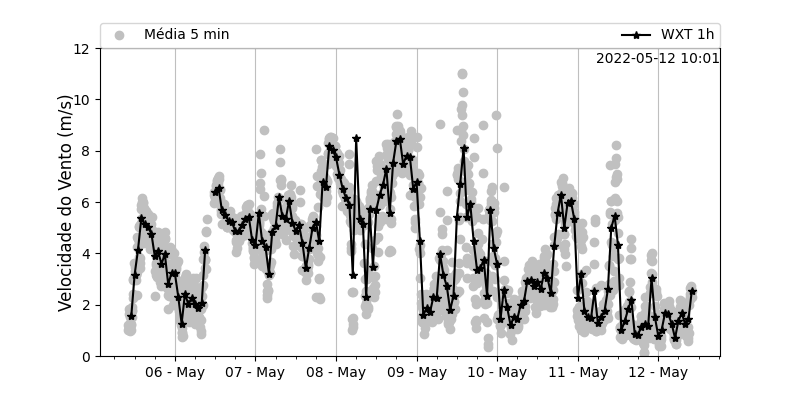 Média 5 min
WXT 1h
2022-05-12 10:01
Velocidade do Vento (m/s)
12
10
8
6
4
2
0
06 - May
07 - May
08 - May
09 - May
10 - May
11 - May
12 - May